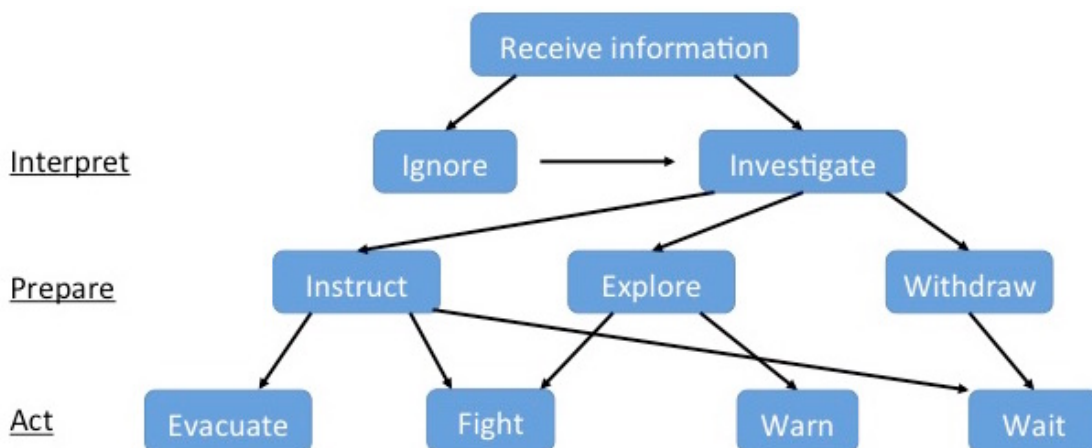 Receive information
Interpret
Ignore
Investigate
Prepare
Instruct
Explore
Withdraw
Act
Evacuate
Fight
Warn
Wait